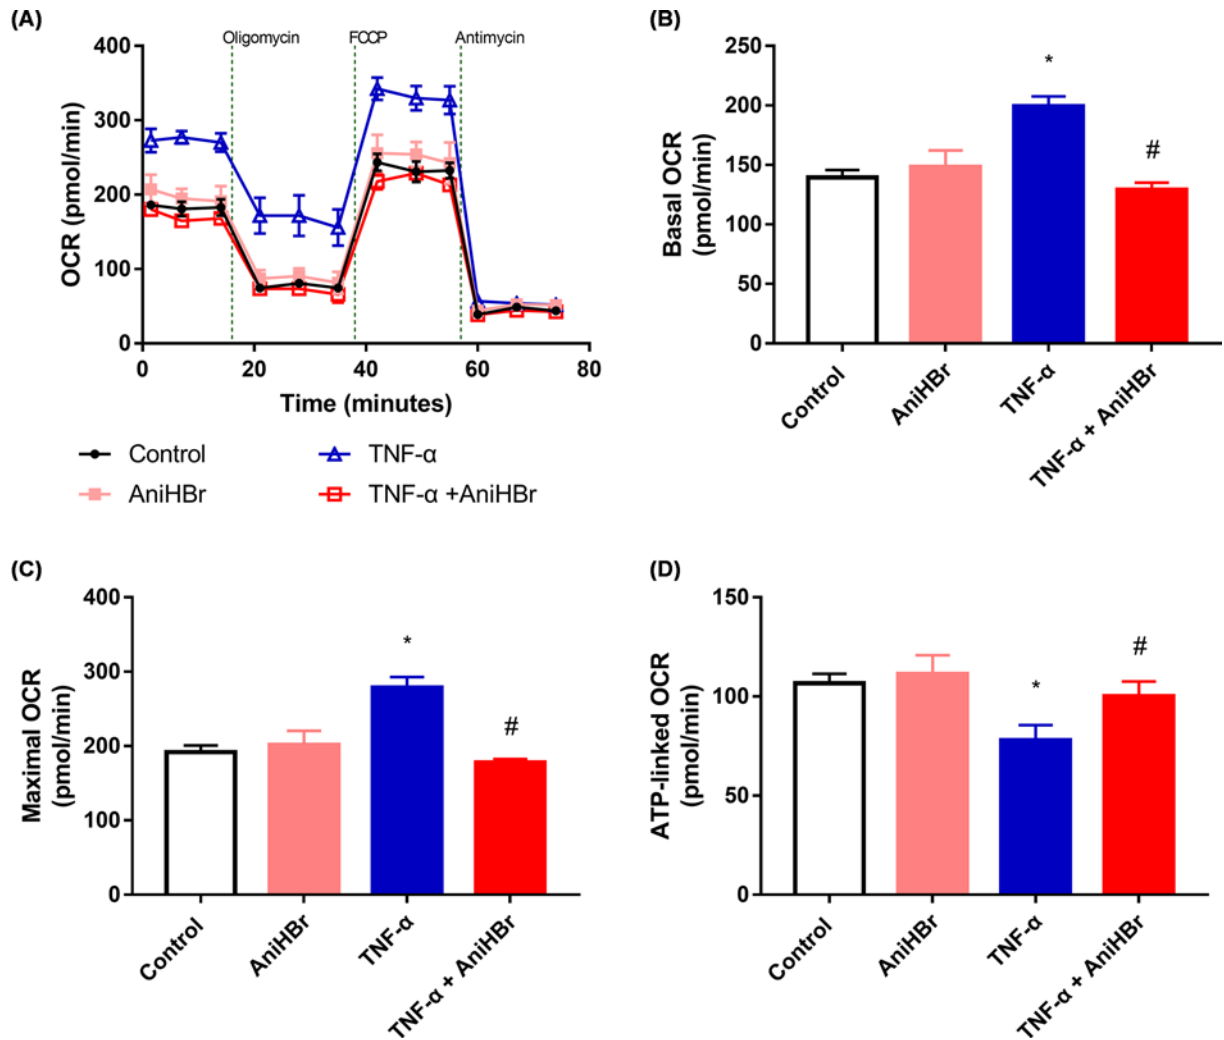 (A)
Oligomycin FCCP Antimycin
400
300
200
100
0
OCR (pmol/min)
0 20 40 60 80
Time (minutes)
Control TNF-α
AniHBr TNF-α +AniHBr
(B)
250
200
150
100
50
0
Basal OCR
(pmol/min)
*
#
Control
AniHBr
TNF-α
TNF-α + AniHBr
(C)
400
300
200
100
0
Maximal OCR
(pmol/min)
*
#
Control
AniHBr
TNF-α
TNF-α + AniHBr
(D)
150
100
50
0
ATP-linked OCR
(pmol/min)
*
#
Control
AniHBr
TNF-α
TNF-α + AniHBr